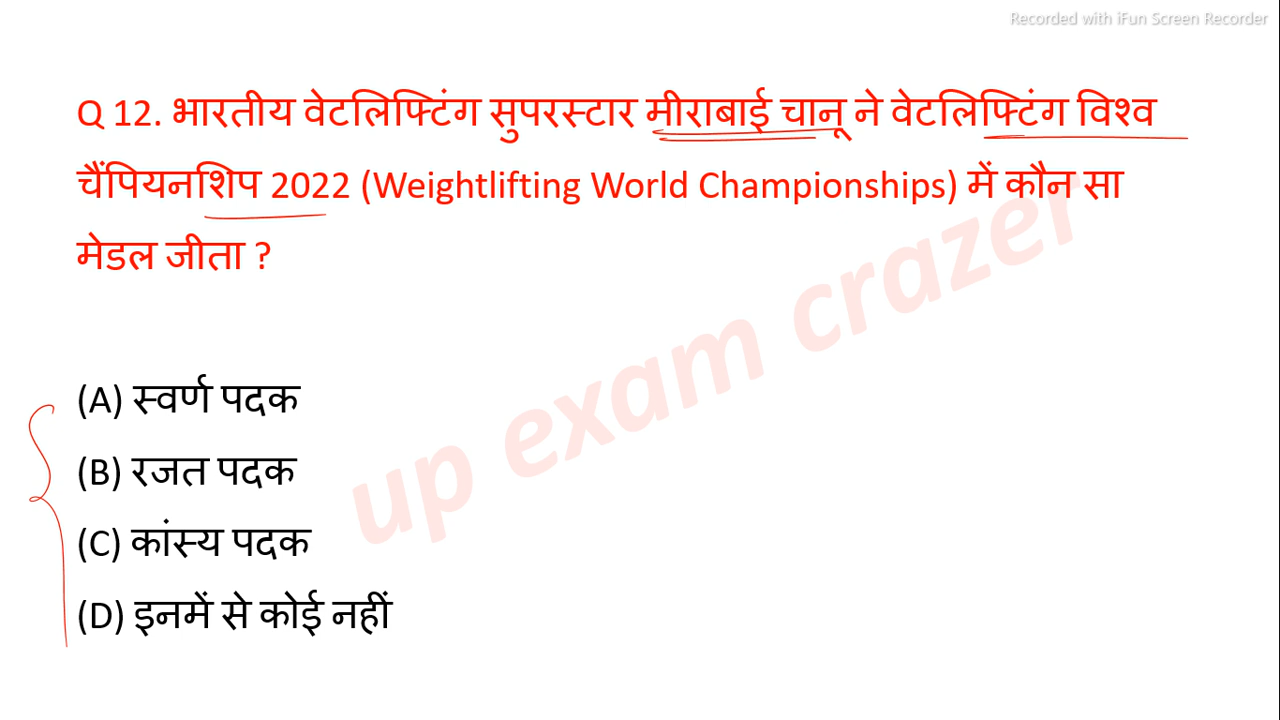 Recorded with iFun Screen Recorder
Q 12. भारतीय वेटलिफ्टिंग सुपरस्टार मीराबाई चानू ने वेटलिफ्टिंग विश्व
चैंपियनशिप 2022 (Weightlifting World Championships) में कौन सा
मेडल जीता ?
up exam crazer
(A) स्वर्ण पदक
(B) रजत पदक
(C) कांस्य पदक
(D) इनमें से कोई नहीं